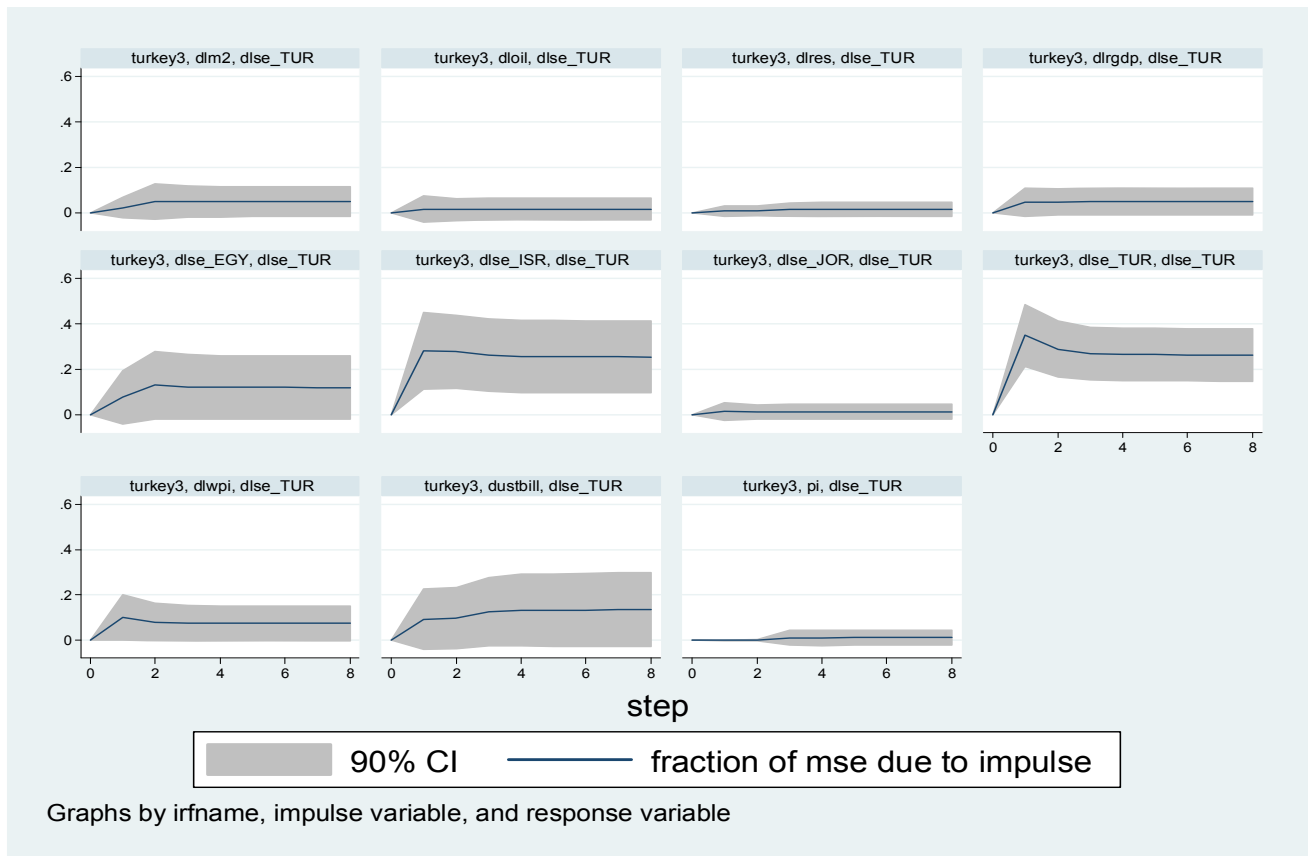 turkey3, dlm2, dlse_TUR
turkey3, dloil, dlse_TUR
turkey3, dlres, dlse_TUR
turkey3, dlrgdp, dlse_TUR
.6
.4
.2
0
turkey3, dlse_EGY, dlse_TUR
turkey3, dlse_ISR, dlse_TUR
turkey3, dlse_JOR, dlse_TUR
turkey3, dlse_TUR, dlse_TUR
.6
.4
.2
0
0 2 4 6 8
turkey3, dlwpi, dlse_TUR
turkey3, dustbill, dlse_TUR
turkey3, pi, dlse_TUR
.6
.4
.2
0
0 2 4 6 8
0 2 4 6 8
0 2 4 6 8
step
90% CI
fraction of mse due to impulse
Graphs by irfname, impulse variable, and response variable